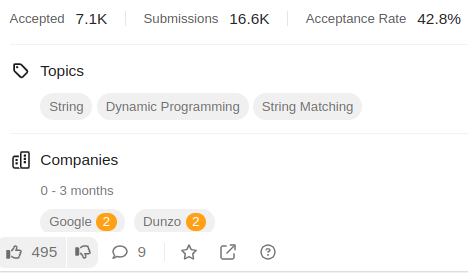 Accepted 7.1K Submissions 16.6K Acceptance Rate 42.8%
Topics
String Dynamic Programming String Matching
Companies
0 - 3 months
Google 2 Dunzo 2
495 9